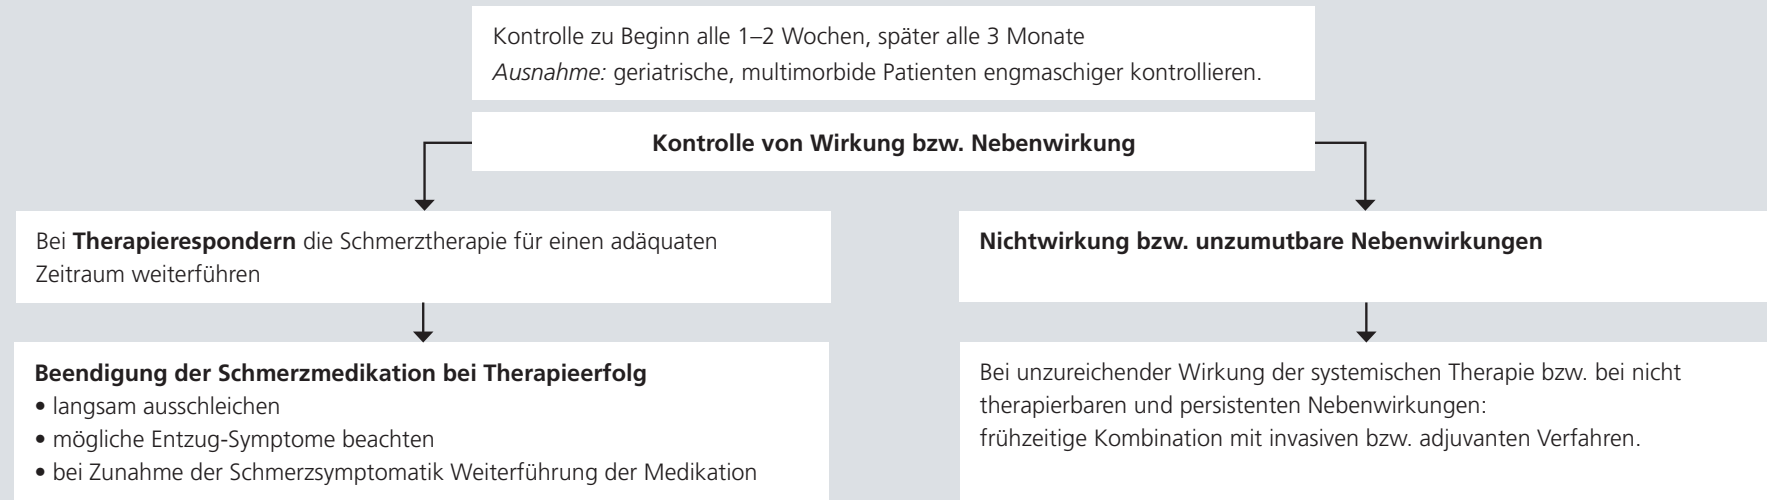 Kontrolle zu Beginn alle 1–2 Wochen, später alle 3 Monate
Ausnahme: geriatrische, multimorbide Patienten engmaschiger kontrollieren.
Kontrolle von Wirkung bzw. Nebenwirkung
Bei Therapierespondern die Schmerztherapie für einen adäquaten
Zeitraum weiterführen
Beendigung der Schmerzmedikation bei Therapieerfolg
• langsam ausschleichen
• mögliche Entzug-Symptome beachten
• bei Zunahme der Schmerzsymptomatik Weiterführung der Medikation
Nichtwirkung bzw. unzumutbare Nebenwirkungen
Bei unzureichender Wirkung der systemischen Therapie bzw. bei nicht
therapierbaren und persistenten Nebenwirkungen:
frühzeitige Kombination mit invasiven bzw. adjuvanten Verfahren.